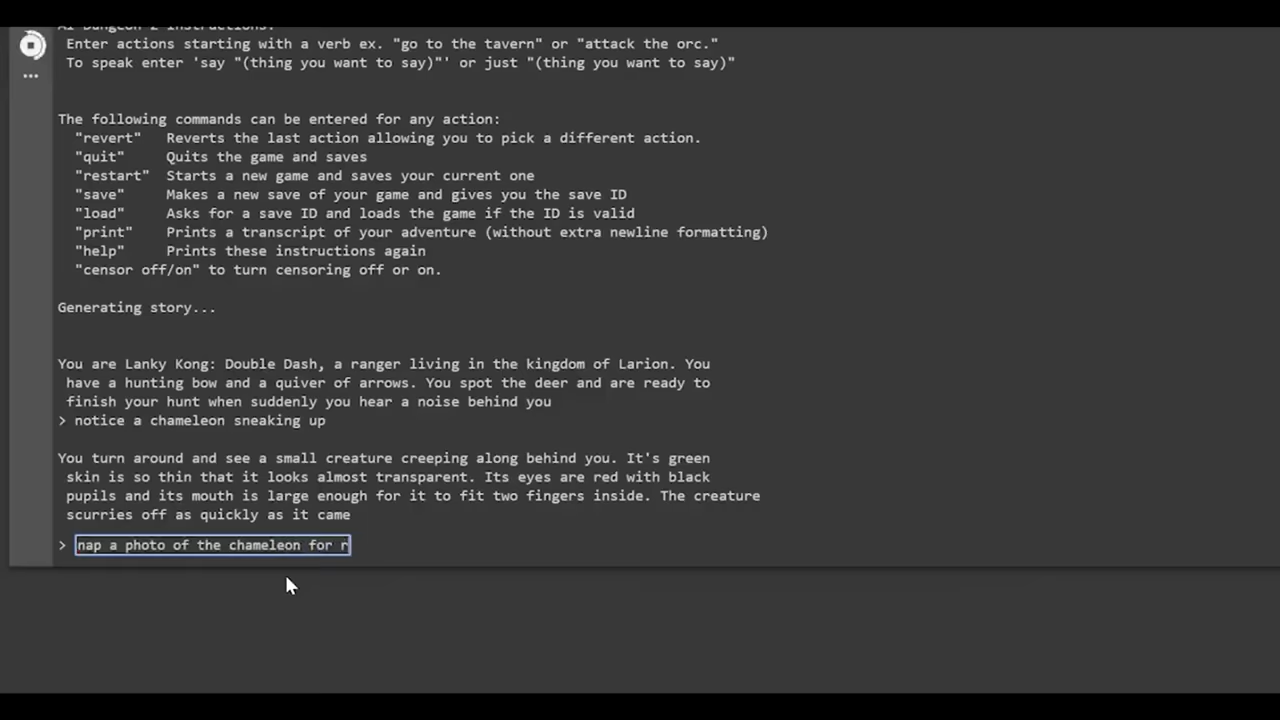 AI Dungeon 2 Instructions:
Enter actions starting with a verb ex. "go to the tavern" or "attack the orc."
To speak enter 'say "(thing you want to say)"' or just "(thing you want to say)"
The following commands can be entered for any action:
"revert" Reverts the last action allowing you to pick a different action.
"quit" Quits the game and saves
"restart" Starts a new game and saves your current one
"save" Makes a new save of your game and gives you the save ID
"load" Asks for a save ID and loads the game if the ID is valid
"print" Prints a transcript of your adventure (without extra newline formatting)
"help" Prints these instructions again
"censor off/on" to turn censoring off or on.
Generating story...
You are Lanky Kong: Double Dash, a ranger living in the kingdom of Larion. You
have a hunting bow and a quiver of arrows. You spot the deer and are ready to
finish your hunt when suddenly you hear a noise behind you
> notice a chameleon sneaking up
You turn around and see a small creature creeping along behind you. It's green
skin is so thin that it looks almost transparent. Its eyes are red with black
pupils and its mouth is large enough for it to fit two fingers inside. The creature
scurries off as quickly as it came
> nap a photo of the chameleon for r